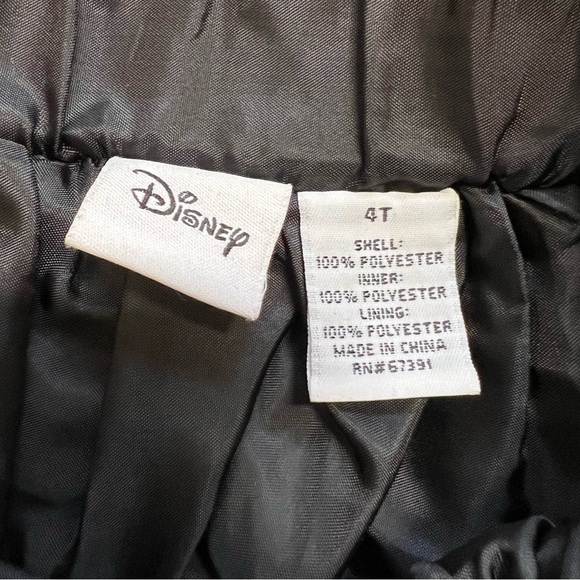 Disney
4T
SHELL:
100% POLYESTER
INNER:
100% POLYESTER
LINING:
100% POLYESTER
MADE IN CHINA
RN#67391